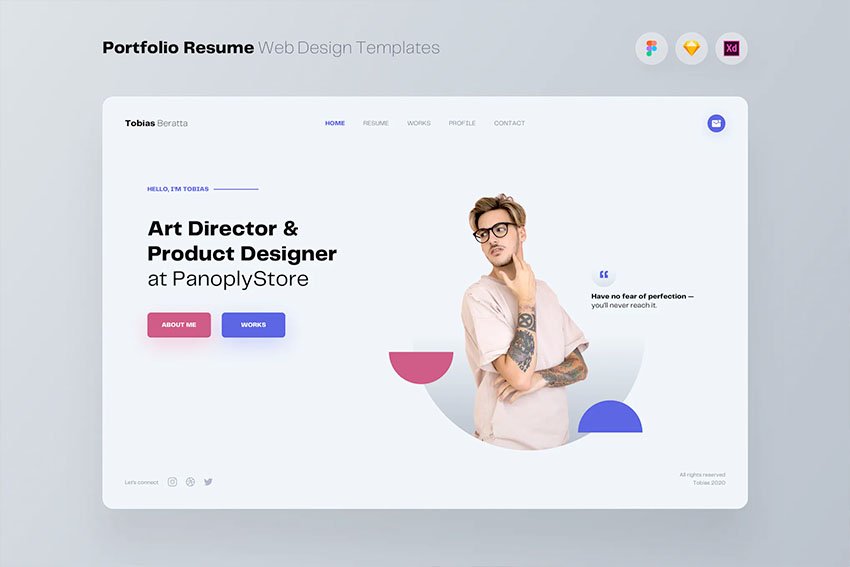 Portfolio Resume Web Design Templates
Xd
Tobias Beratta
HOME RESUME WORKS PROFILE CONTACT
HELLO, I'M TOBIAS
Art Director &
Product Designer
at PanoplyStore
ABOUT ME WORKS
“
Have no fear of perfection —
you'll never reach it.
Let's connect
All rights reserved
Tobias 2020